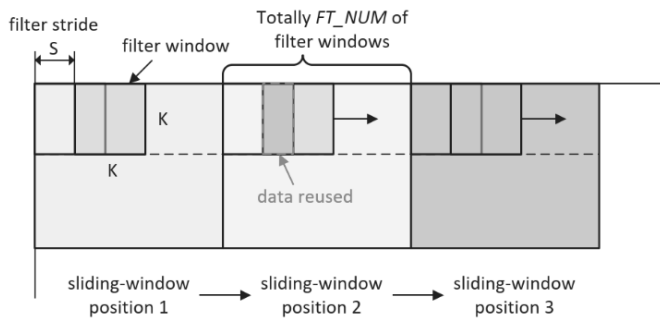 filter stride
S
filter window
Totally FT_NUM of
filter windows
K
K
data reused
sliding-window
position 1
sliding-window
position 2
sliding-window
position 3